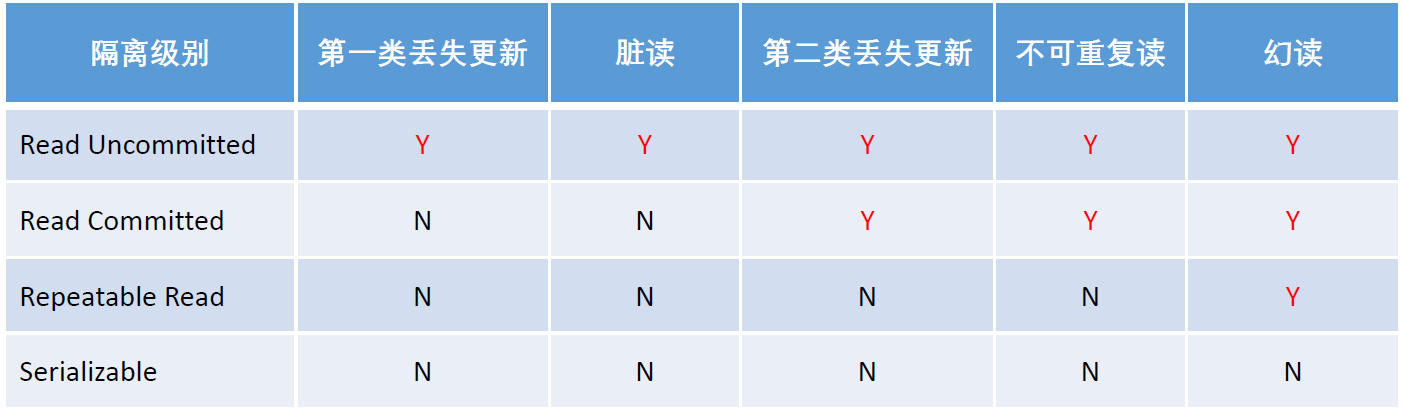 隔离级别 第一类丢失更新 脏读 第二类丢失更新 不可重复读 幻读
Read Uncommitted Y Y Y Y Y
Read Committed N N Y Y Y
Repeatable Read N N N N Y
Serializable N N N N N